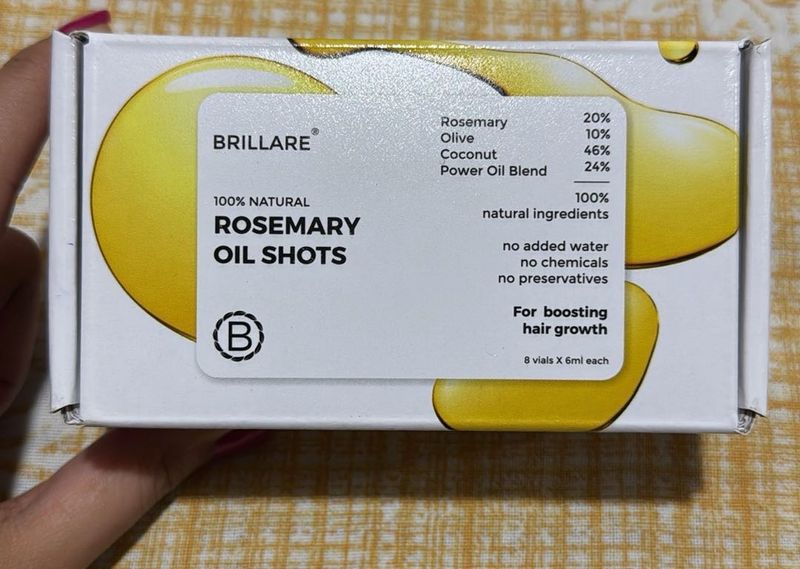 BRILLARE®
100% NATURAL
ROSEMARY
OIL SHOTS
B
Rosemary 20%
Olive 10%
Coconut 46%
Power Oil Blend 24%
100%
natural ingredients
no added water
no chemicals
no preservatives
For boosting
hair growth
8 vials X 6ml each